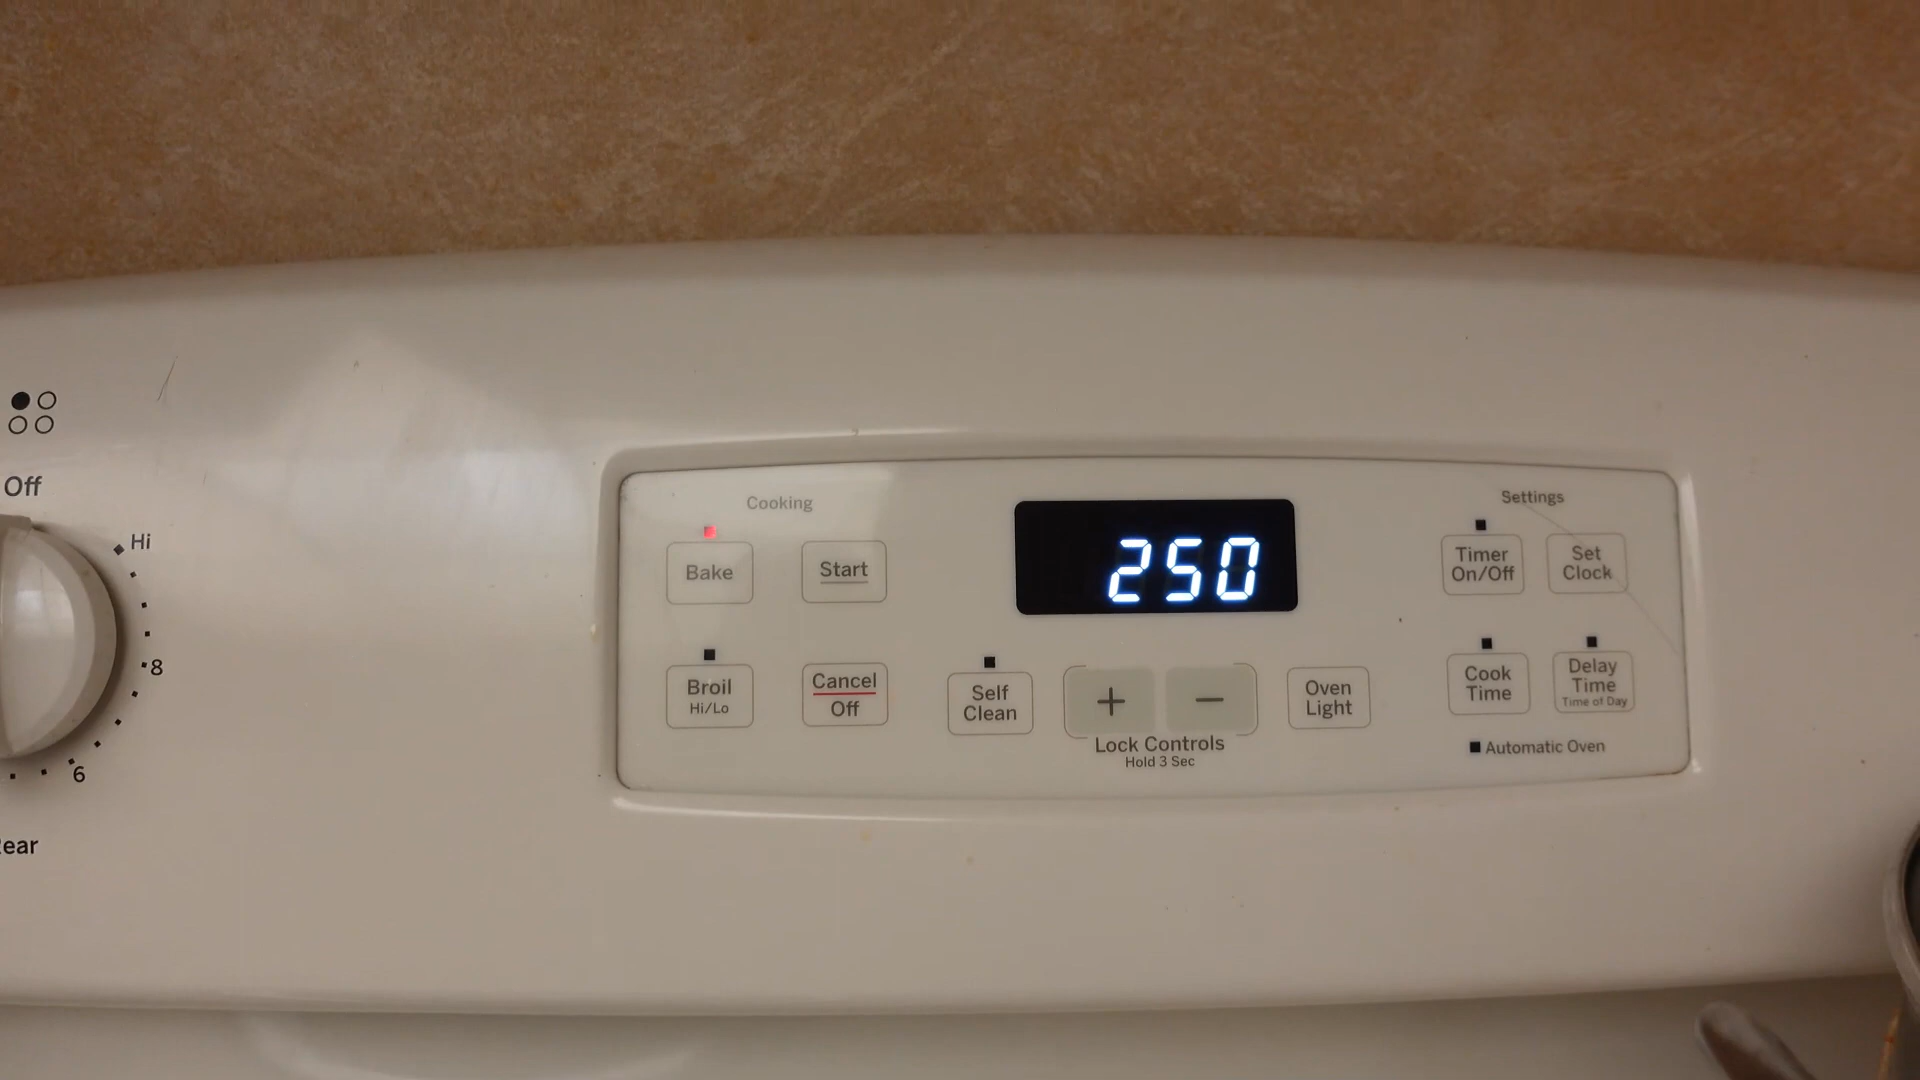 Off
Hi
8
6
Cooking
Bake
Start
Broil
Hi/Lo
Cancel
Off
Self
Clean
250
+
−
Lock Controls
Hold 3 Sec
Oven
Light
Settings
Timer
On/Off
Set
Clock
Cook
Time
Delay
Time
Time of Day
Automatic Oven